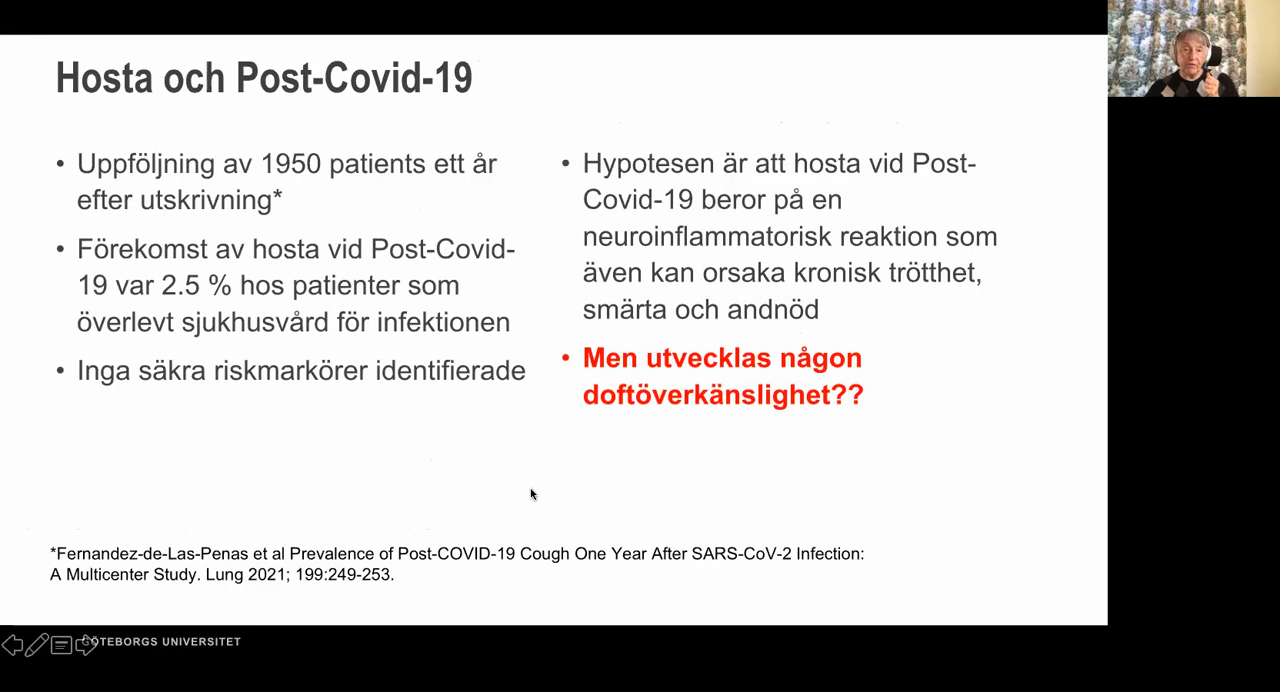 Hosta och Post-Covid-19
• Uppföljning av 1950 patients ett år
efter utskrivning*
• Förekomst av hosta vid Post-Covid-
19 var 2.5 % hos patienter som
överlevt sjukhusvård för infektionen
• Inga säkra riskmarkörer identifierade
• Hypotesen är att hosta vid Post-
Covid-19 beror på en
neuroinflammatorisk reaktion som
även kan orsaka kronisk trötthet,
smärta och andnöd
• Men utvecklas någon
doftöverkänslighet??
*Fernandez-de-Las-Penas et al Prevalence of Post-COVID-19 Cough One Year After SARS-CoV-2 Infection:
A Multicenter Study. Lung 2021; 199:249-253.
GÖTEBORGS UNIVERSITET